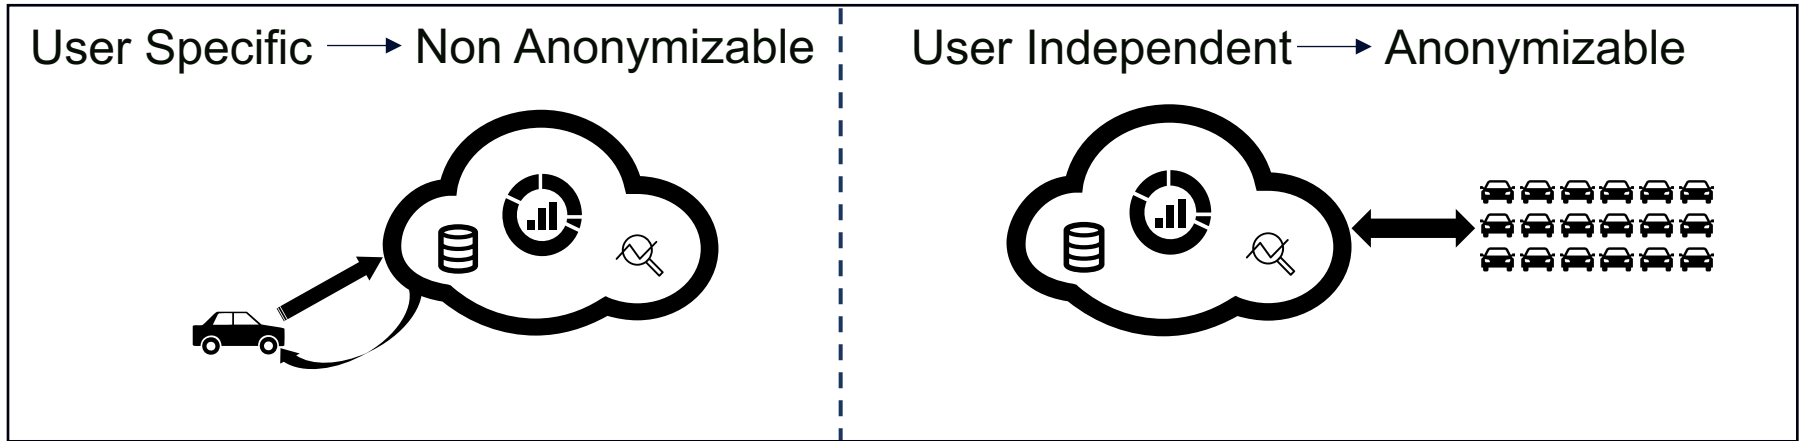 User Specific → Non Anonymizable
User Independent → Anonymizable